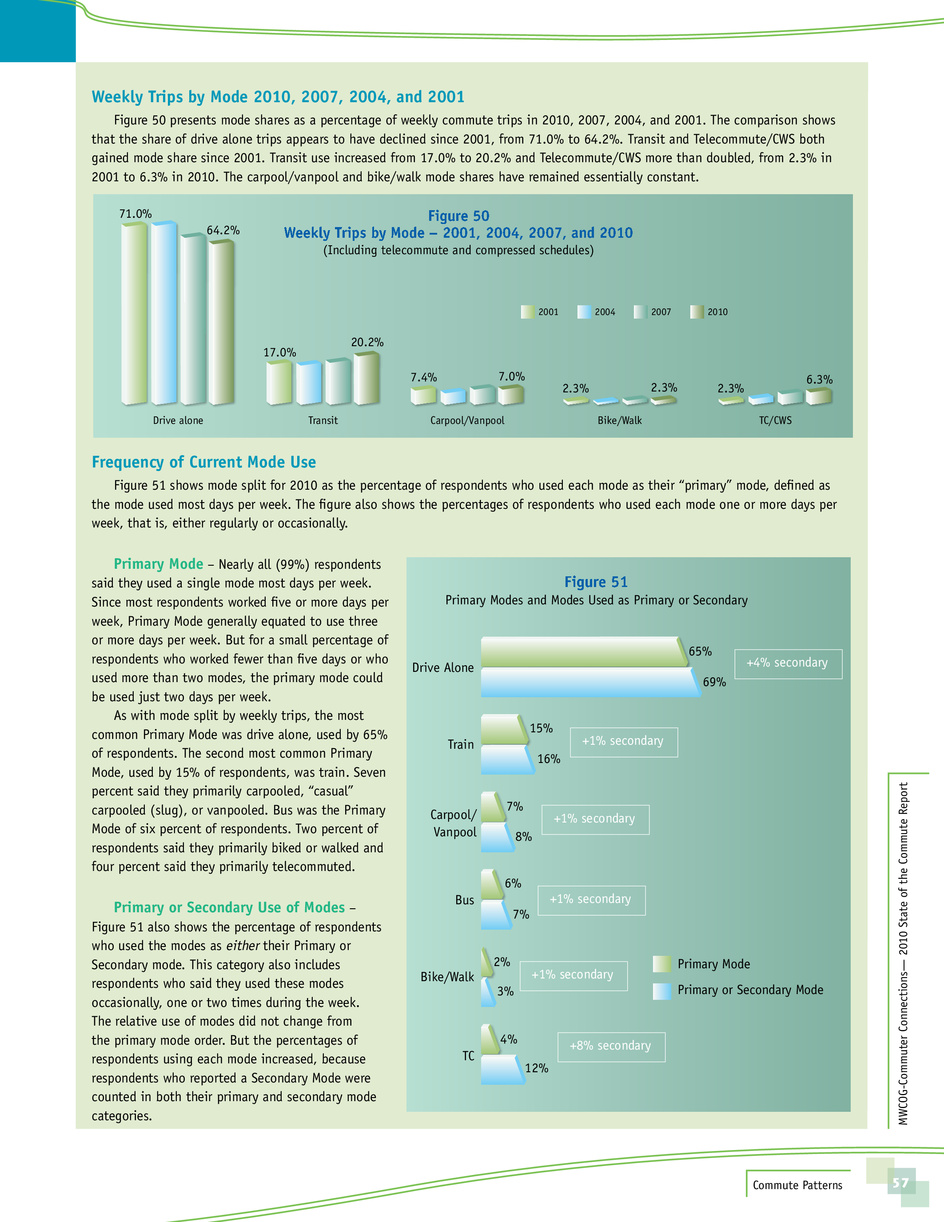 Weekly Trips by Mode 2010, 2007, 2004, and 2001
Figure 50 presents mode shares as a percentage of weekly commute trips in 2010, 2007, 2004, and 2001. The comparison shows
that the share of drive alone trips appears to have declined since 2001, from 71.0% to 64.2%. Transit and Telecommute/CWS both
gained mode share since 2001. Transit use increased from 17.0% to 20.2% and Telecommute/CWS more than doubled, from 2.3% in
2001 to 6.3% in 2010. The carpool/vanpool and bike/walk mode shares have remained essentially constant.
Figure 50
Weekly Trips by Mode – 2001, 2004, 2007, and 2010
(Including telecommute and compressed schedules)
2001 2004 2007 2010
71.0% 64.2%
17.0% 20.2%
7.4% 7.0%
2.3% 2.3%
2.3% 6.3%
Drive alone Transit Carpool/Vanpool Bike/Walk TC/CWS
Frequency of Current Mode Use
Figure 51 shows mode split for 2010 as the percentage of respondents who used each mode as their “primary” mode, defined as
the mode used most days per week. The figure also shows the percentages of respondents who used each mode one or more days per
week, that is, either regularly or occasionally.
Primary Mode – Nearly all (99%) respondents
said they used a single mode most days per week.
Since most respondents worked five or more days per
week, Primary Mode generally equated to use three
or more days per week. But for a small percentage of
respondents who worked fewer than five days or who
used more than two modes, the primary mode could
be used just two days per week.
As with mode split by weekly trips, the most
common Primary Mode was drive alone, used by 65%
of respondents. The second most common Primary
Mode, used by 15% of respondents, was train. Seven
percent said they primarily carpooled, “casual”
carpooled (slug), or vanpooled. Bus was the Primary
Mode of six percent of respondents. Two percent of
respondents said they primarily biked or walked and
four percent said they primarily telecommuted.
Primary or Secondary Use of Modes –
Figure 51 also shows the percentage of respondents
who used the modes as either their Primary or
Secondary mode. This category also includes
respondents who said they used these modes
occasionally, one or two times during the week.
The relative use of modes did not change from
the primary mode order. But the percentages of
respondents using each mode increased, because
respondents who reported a Secondary Mode were
counted in both their primary and secondary mode
categories.
Figure 51
Primary Modes and Modes Used as Primary or Secondary
Drive Alone
65%
69%
+4% secondary
Train
15%
16%
+1% secondary
Carpool/
Vanpool
7%
8%
+1% secondary
Bus
6%
7%
+1% secondary
Bike/Walk
2%
3%
+1% secondary
TC
4%
12%
+8% secondary
Primary Mode
Primary or Secondary Mode
MWCOG-Commuter Connections— 2010 State of the Commute Report
Commute Patterns
57